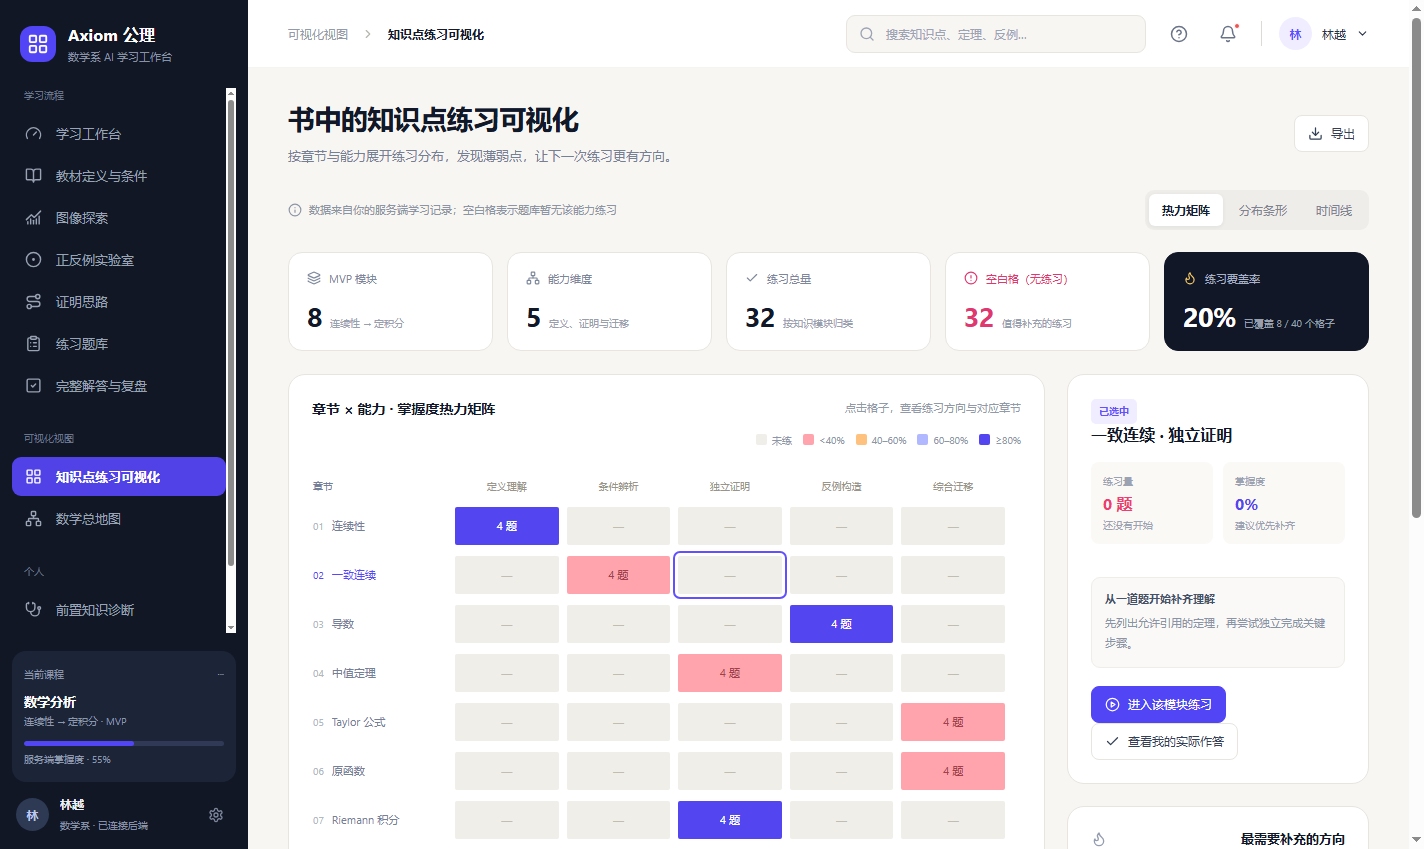 Axiom 公理
数学系 AI 学习工作台
学习流程
学习工作台
教材定义与条件
图像探索
正反例实验室
证明思路
练习题库
完整解答与复盘
可视化视图
知识点练习可视化
数学总地图
个人
前置知识诊断
当前课程
数学分析
连续性 → 定积分 · MVP
服务端掌握度 · 55%
林
林越
数学系 · 已连接后端
可视化视图 > 知识点练习可视化
搜索知识点、定理、反例...
林 林越
书中的知识点练习可视化
按章节与能力展开练习分布，发现薄弱点，让下一次练习更有方向。
导出
数据来自你的服务端学习记录；空白格表示题库暂无该能力练习
热力矩阵 分布条形 时间线
MVP 模块
8 连续性 → 定积分
能力维度
5 定义、证明与迁移
练习总量
32 按知识模块归类
空白格（无练习）
32 值得补充的练习
练习覆盖率
20% 已覆盖 8 / 40 个格子
章节 × 能力 · 掌握度热力矩阵
点击格子，查看练习方向与对应章节
未练 <40% 40–60% 60–80% ≥80%
章节 定义理解 条件辨析 独立证明 反例构造 综合迁移
01 连续性 4 题 — — — —
02 一致连续 — 4 题 — — —
03 导数 — — — 4 题 —
04 中值定理 — — 4 题 — —
05 Taylor 公式 — — — — 4 题
06 原函数 — — — — 4 题
07 Riemann 积分 — — 4 题 — —
已选中
一致连续 · 独立证明
练习量
0 题
还没有开始
掌握度
0%
建议优先补齐
从一道题开始补齐理解
先列出允许引用的定理，再尝试独立完成关键
步骤。
进入该模块练习
查看我的实际作答
最需要补充的方向